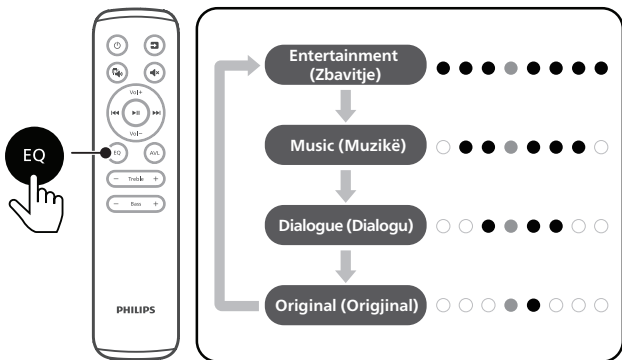 Vol+
Vol−
EQ
AVL
− Treble +
− Bass +
PHILIPS
EQ
Entertainment
(Zbavitje)
Music (Muzikë)
Dialogue (Dialogu)
Original (Origjinal)